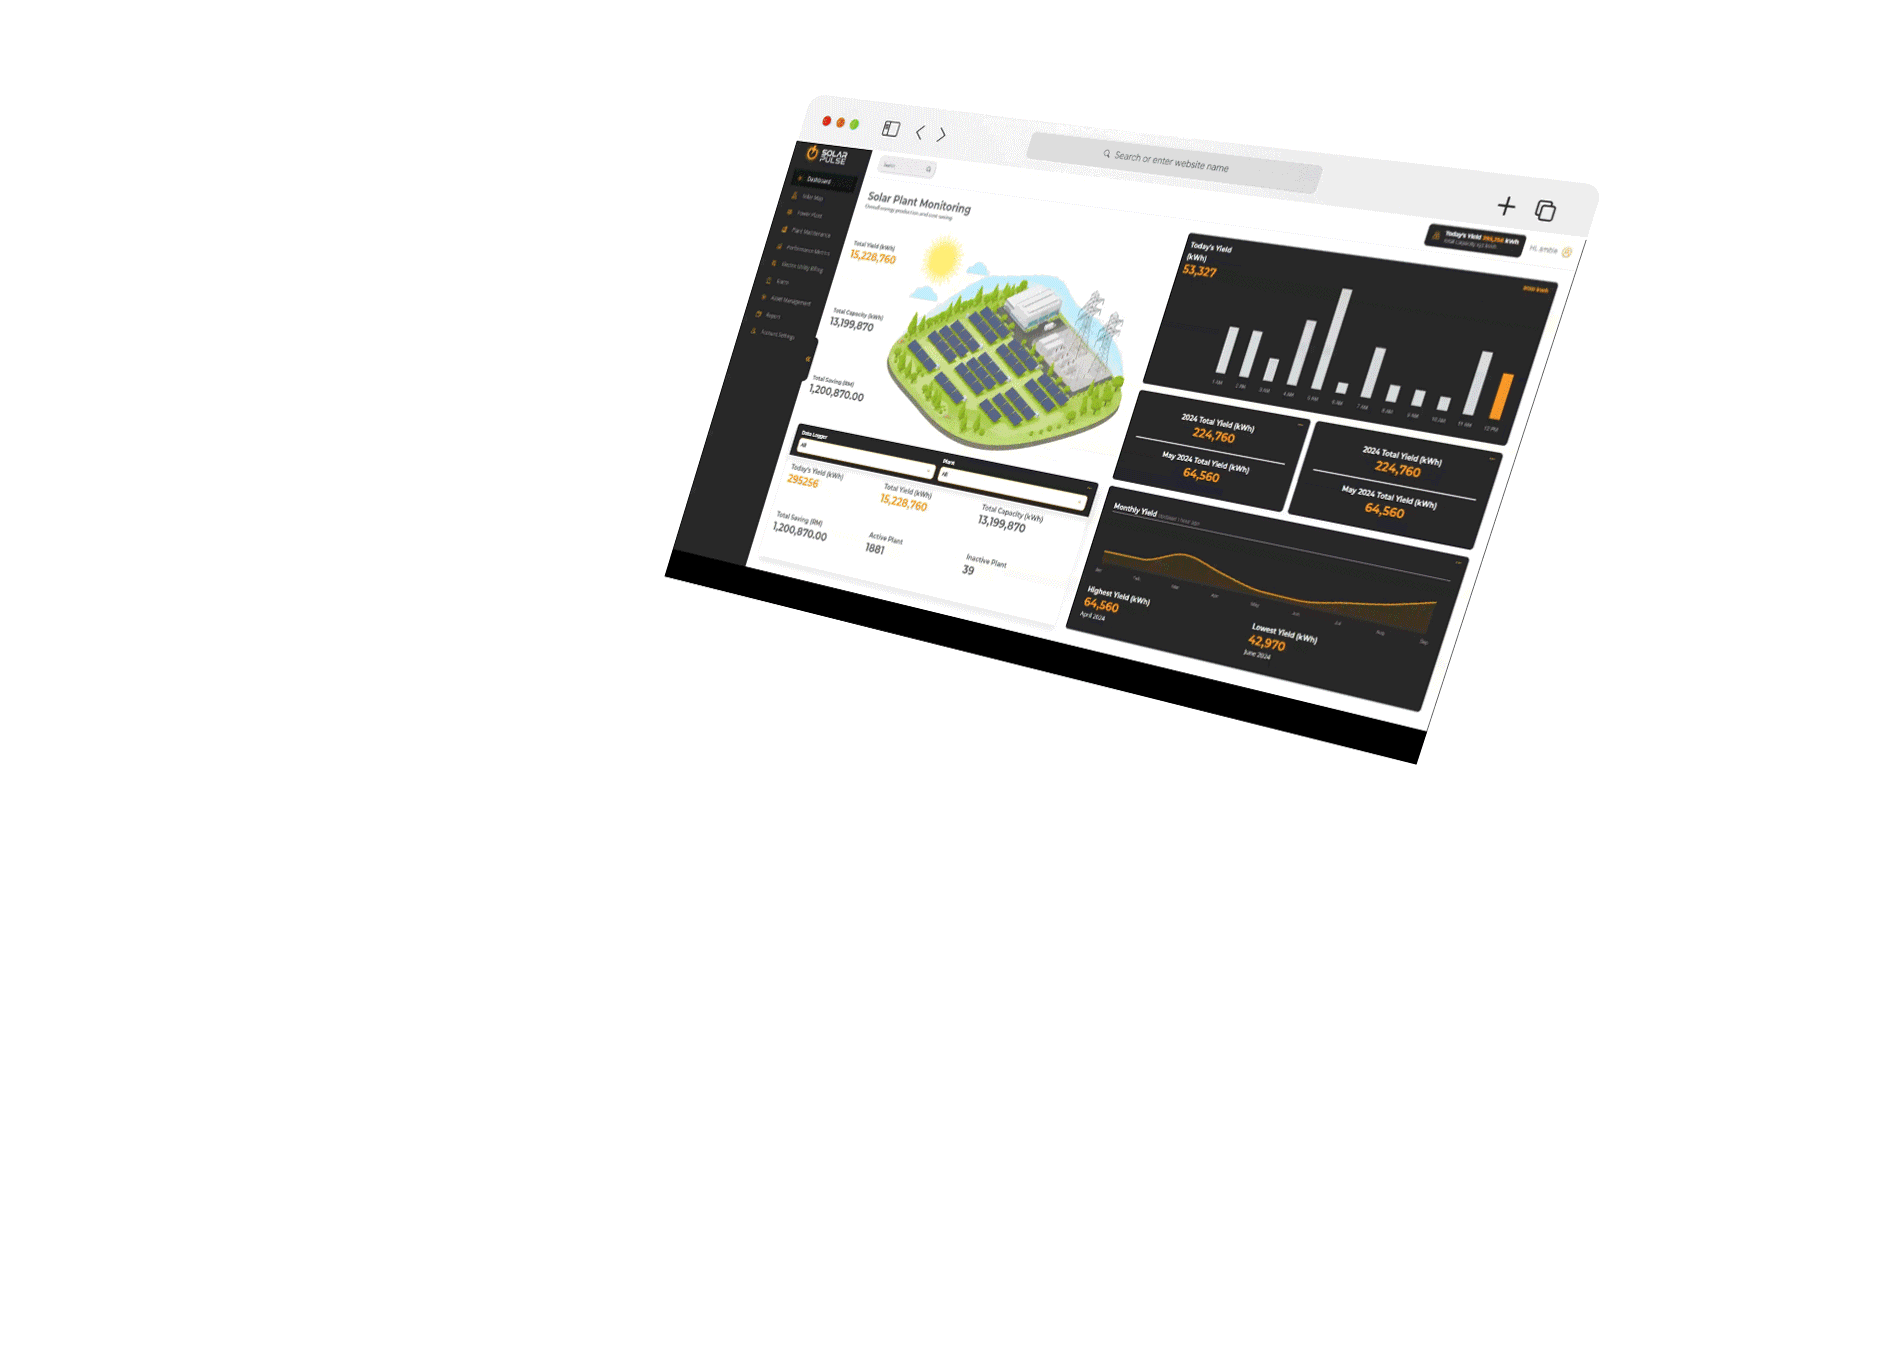 Search or enter website name
SOLAR
PULSE
Dashboard
Solar Map
Power Plant
Plant Maintenance
Performance Metrics
Electric Utility Billing
Asset Management
Report
Account Settings
Search
Solar Plant Monitoring
Overall energy production and cost saving
Today's Yield 295,256 kWh
Hi, amble
Total Yield (kWh)
15,228,760
Total Capacity (kWh)
13,199,870
Total Saving (RM)
1,200,870.00
Today's Yield
(kWh)
53,327
1 AM
2 AM
3 AM
4 AM
5 AM
6 AM
7 AM
8 AM
9 AM
10 AM
11 AM
12 PM
2024 Total Yield (kWh)
224,760
May 2024 Total Yield (kWh)
64,560
2024 Total Yield (kWh)
224,760
May 2024 Total Yield (kWh)
64,560
Data Logger
All
Plant
All
Today's Yield (kWh)
295256
Total Yield (kWh)
15,228,760
Total Capacity (kWh)
13,199,870
Total Saving (RM)
1,200,870.00
Active Plant
1881
Inactive Plant
39
Monthly Yield
Jan
Feb
Mar
Apr
May
Jun
Jul
Aug
Sep
Highest Yield (kWh)
64,560
April 2024
Lowest Yield (kWh)
42,970
June 2024